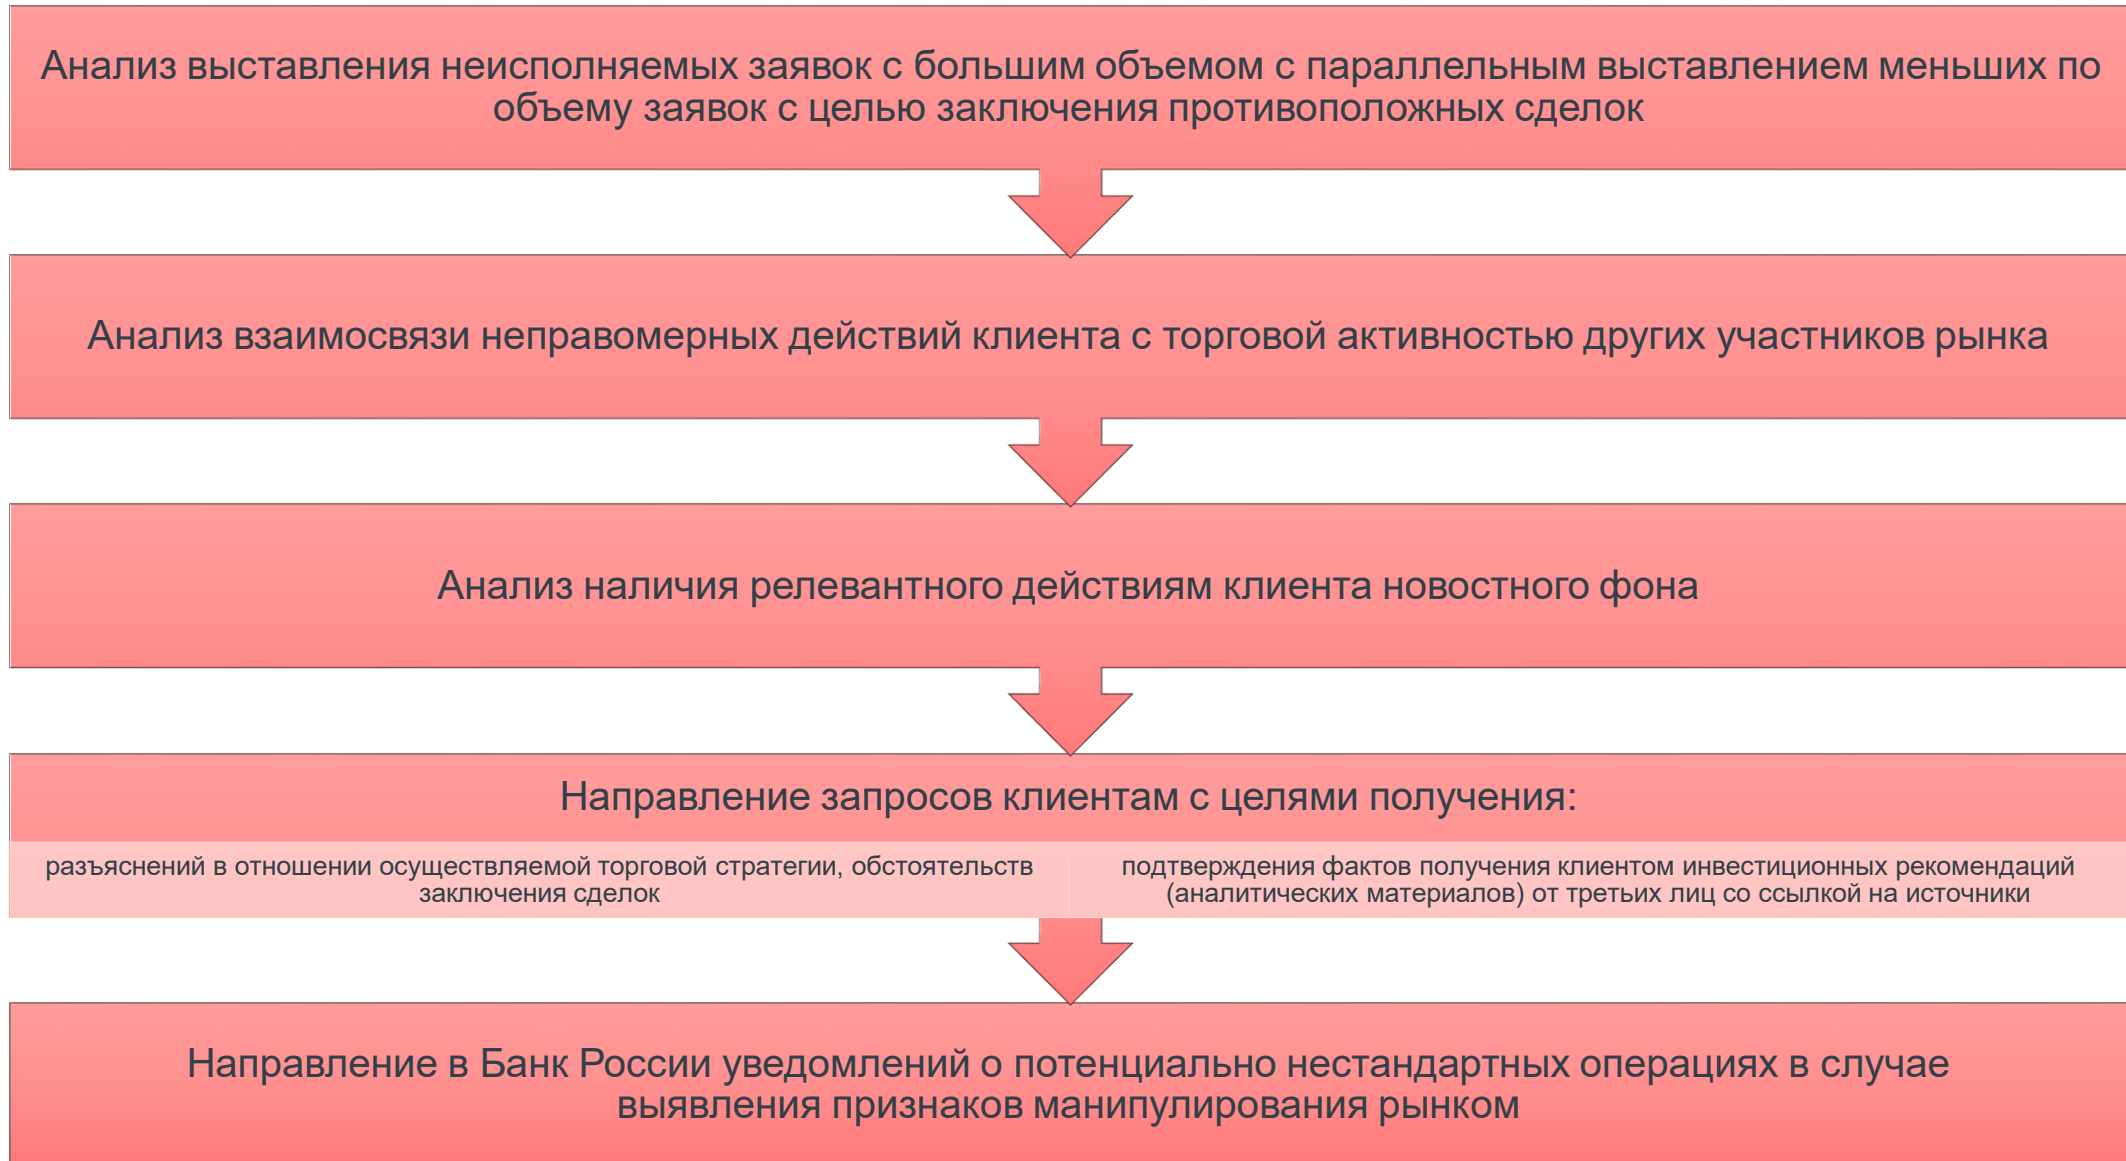 Анализ выставления неисполняемых заявок с большим объемом с параллельным выставлением меньших по
объему заявок с целью заключения противоположных сделок
Анализ взаимосвязи неправомерных действий клиента с торговой активностью других участников рынка
Анализ наличия релевантного действиям клиента новостного фона
Направление запросов клиентам с целями получения:
разъяснений в отношении осуществляемой торговой стратегии, обстоятельств
заключения сделок
подтверждения фактов получения клиентом инвестиционных рекомендаций
(аналитических материалов) от третьих лиц со ссылкой на источники
Направление в Банк России уведомлений о потенциально нестандартных операциях в случае
выявления признаков манипулирования рынком